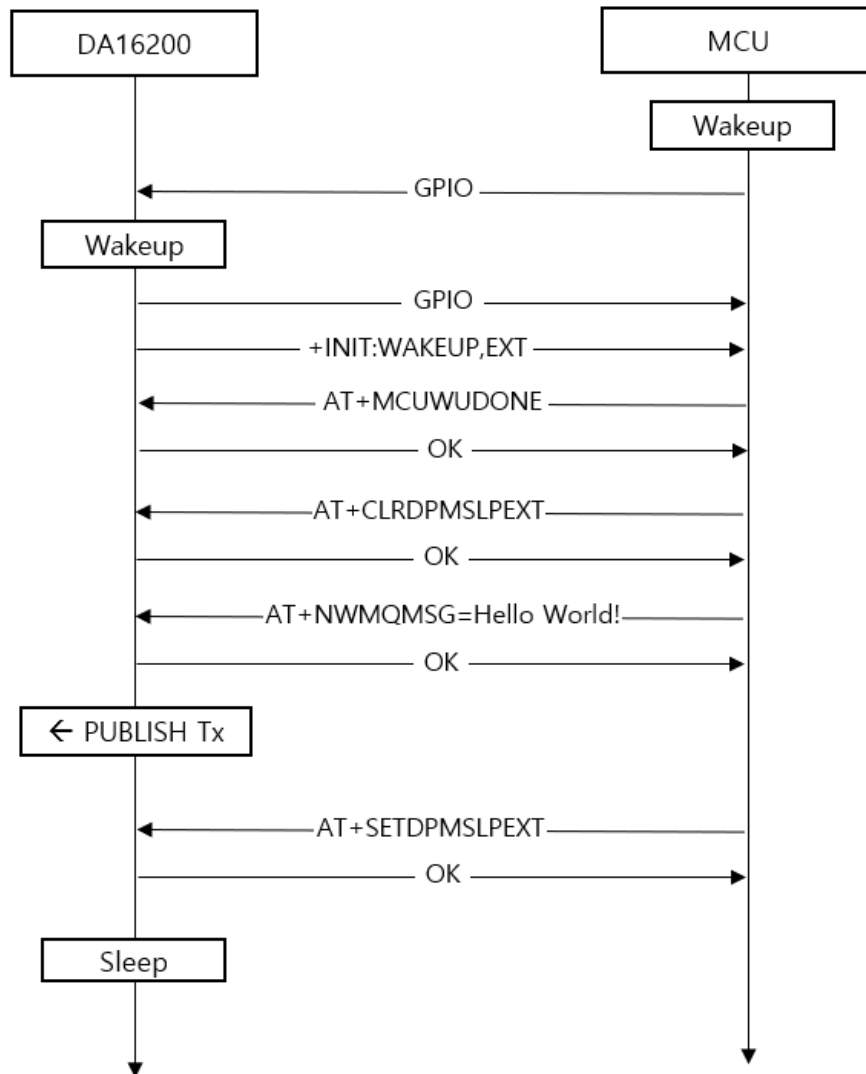 DA16200
MCU
Wakeup
GPIO
Wakeup
GPIO
+INIT:WAKEUP,EXT
AT+MCUWUDONE
OK
AT+CLRDPMSLPEXT
OK
AT+NWMQMSG=Hello World!
OK
← PUBLISH Tx
AT+SETDPMSLPEXT
OK
Sleep